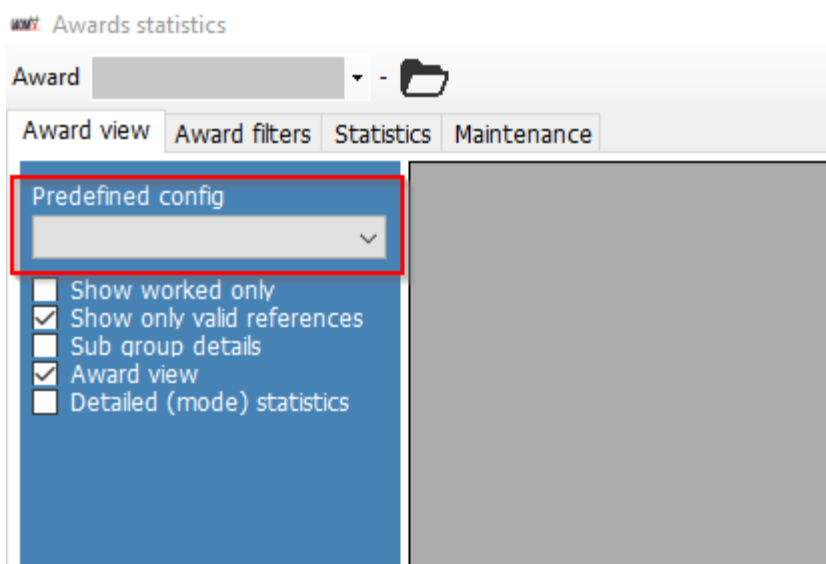 Awards statistics
Award -
Award view Award filters Statistics Maintenance
Predefined config
Show worked only
Show only valid references
Sub group details
Award view
Detailed (mode) statistics